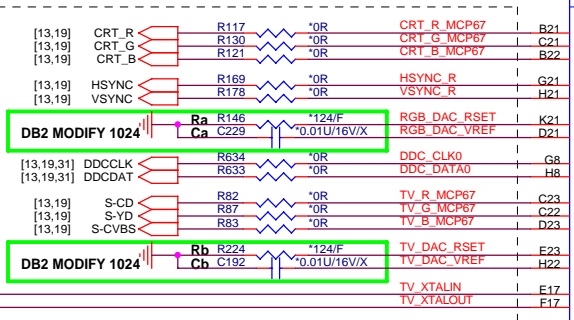 [13,19] CRT_R R117 *0R CRT_R_MCP67 B21
[13,19] CRT_G R130 *0R CRT_G_MCP67 C21
[13,19] CRT_B R121 *0R CRT_B_MCP67 B22
[13,19] HSYNC R169 *0R HSYNC_R G21
[13,19] VSYNC R178 *0R VSYNC_R H21
Ra R146 *124/F RGB_DAC_RSET K21
DB2 MODIFY 1024 Ca C229 *0.01U/16V/X RGB_DAC_VREF D21
[13,19,31] DDCCLK R634 *0R DDC_CLK0 G8
[13,19,31] DDCDAT R633 *0R DDC_DATA0 H8
[13,19] S-CD R82 *0R TV_R_MCP67 C23
[13,19] S-YD R87 *0R TV_G_MCP67 C22
[13,19] S-CVBS R83 *0R TV_B_MCP67 D23
Rb R224 *124/F TV_DAC_RSET E23
DB2 MODIFY 1024 Cb C192 *0.01U/16V/X TV_DAC_VREF H22
TV_XTALIN E17
TV_XTALOUT F17